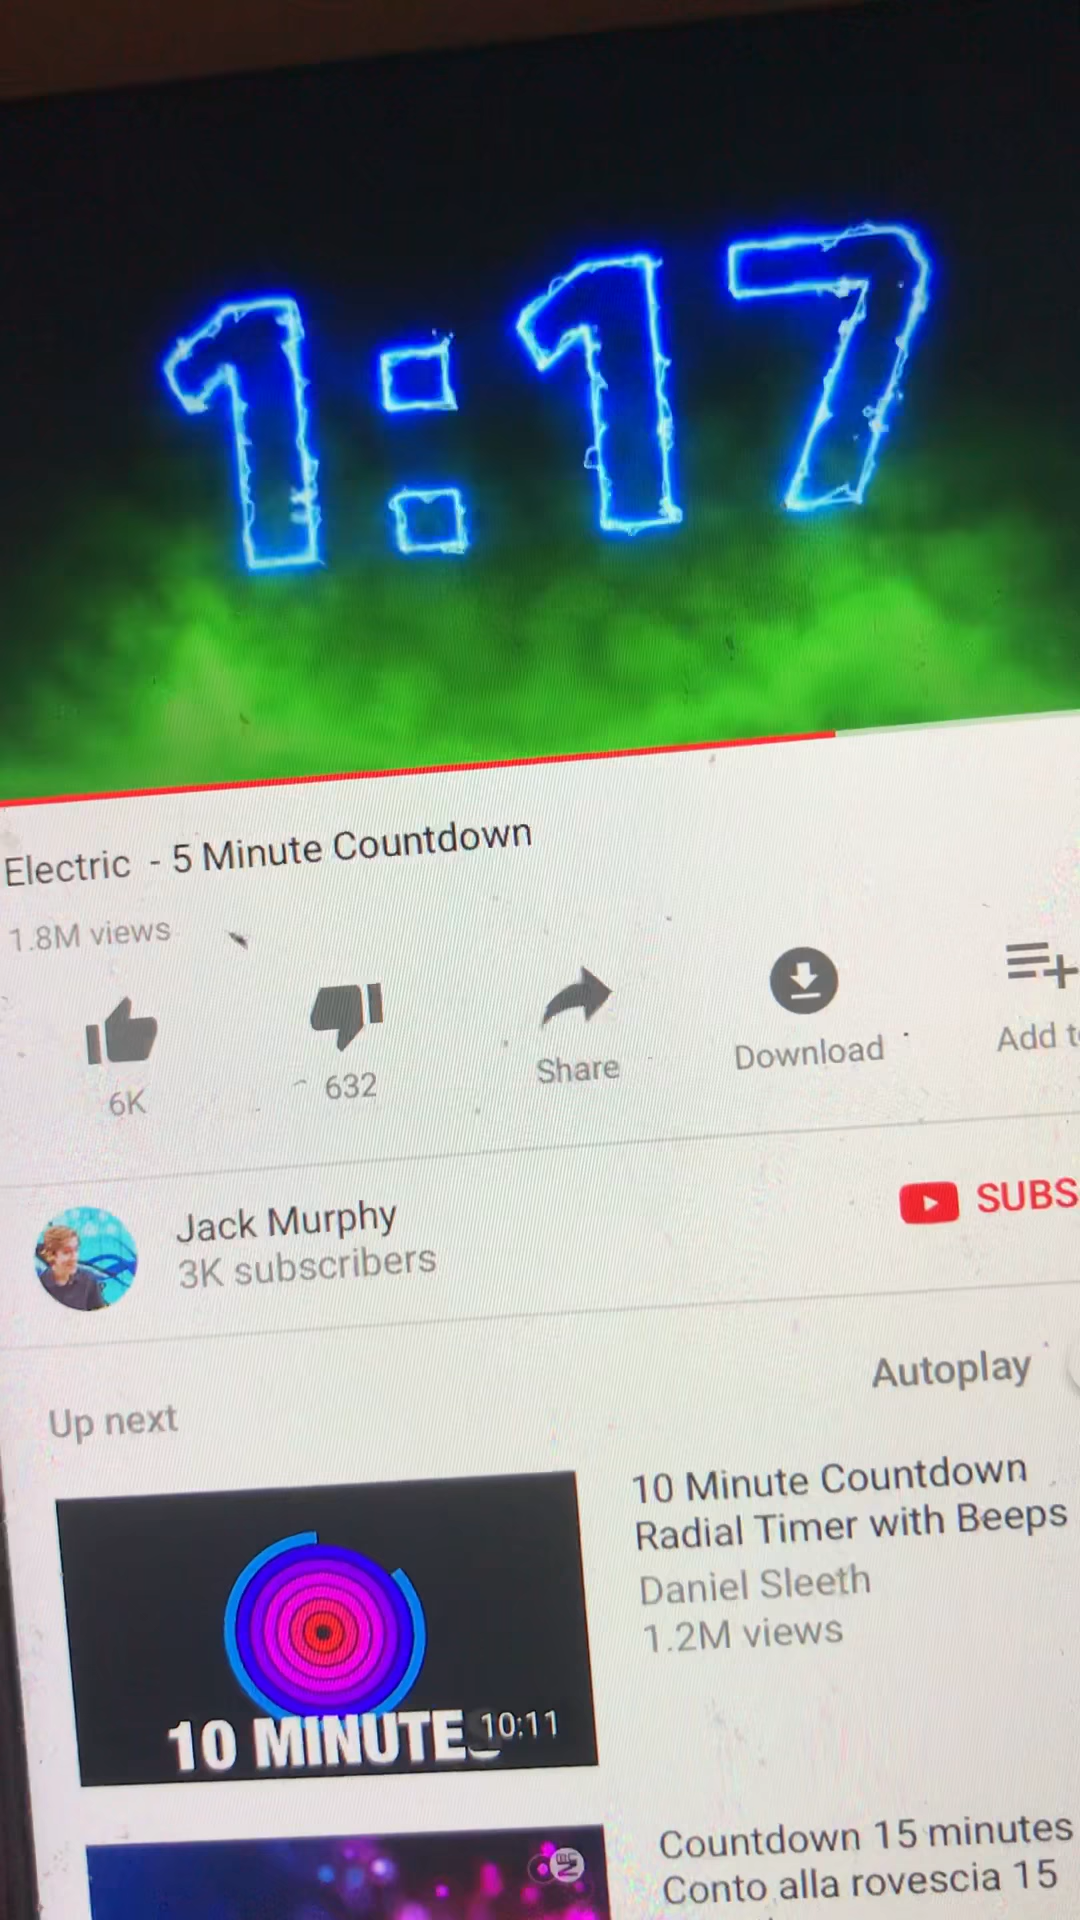 1:17
Electric - 5 Minute Countdown
1.8M views
6K
632
Share
Download
Add
Jack Murphy
3K subscribers
SUBS
Autoplay
Up next
10 Minute Countdown
Radial Timer with Beeps
Daniel Sleeth
1.2M views
10 MINUTE
10:11
Countdown 15 minutes
Conto alla rovescia 15